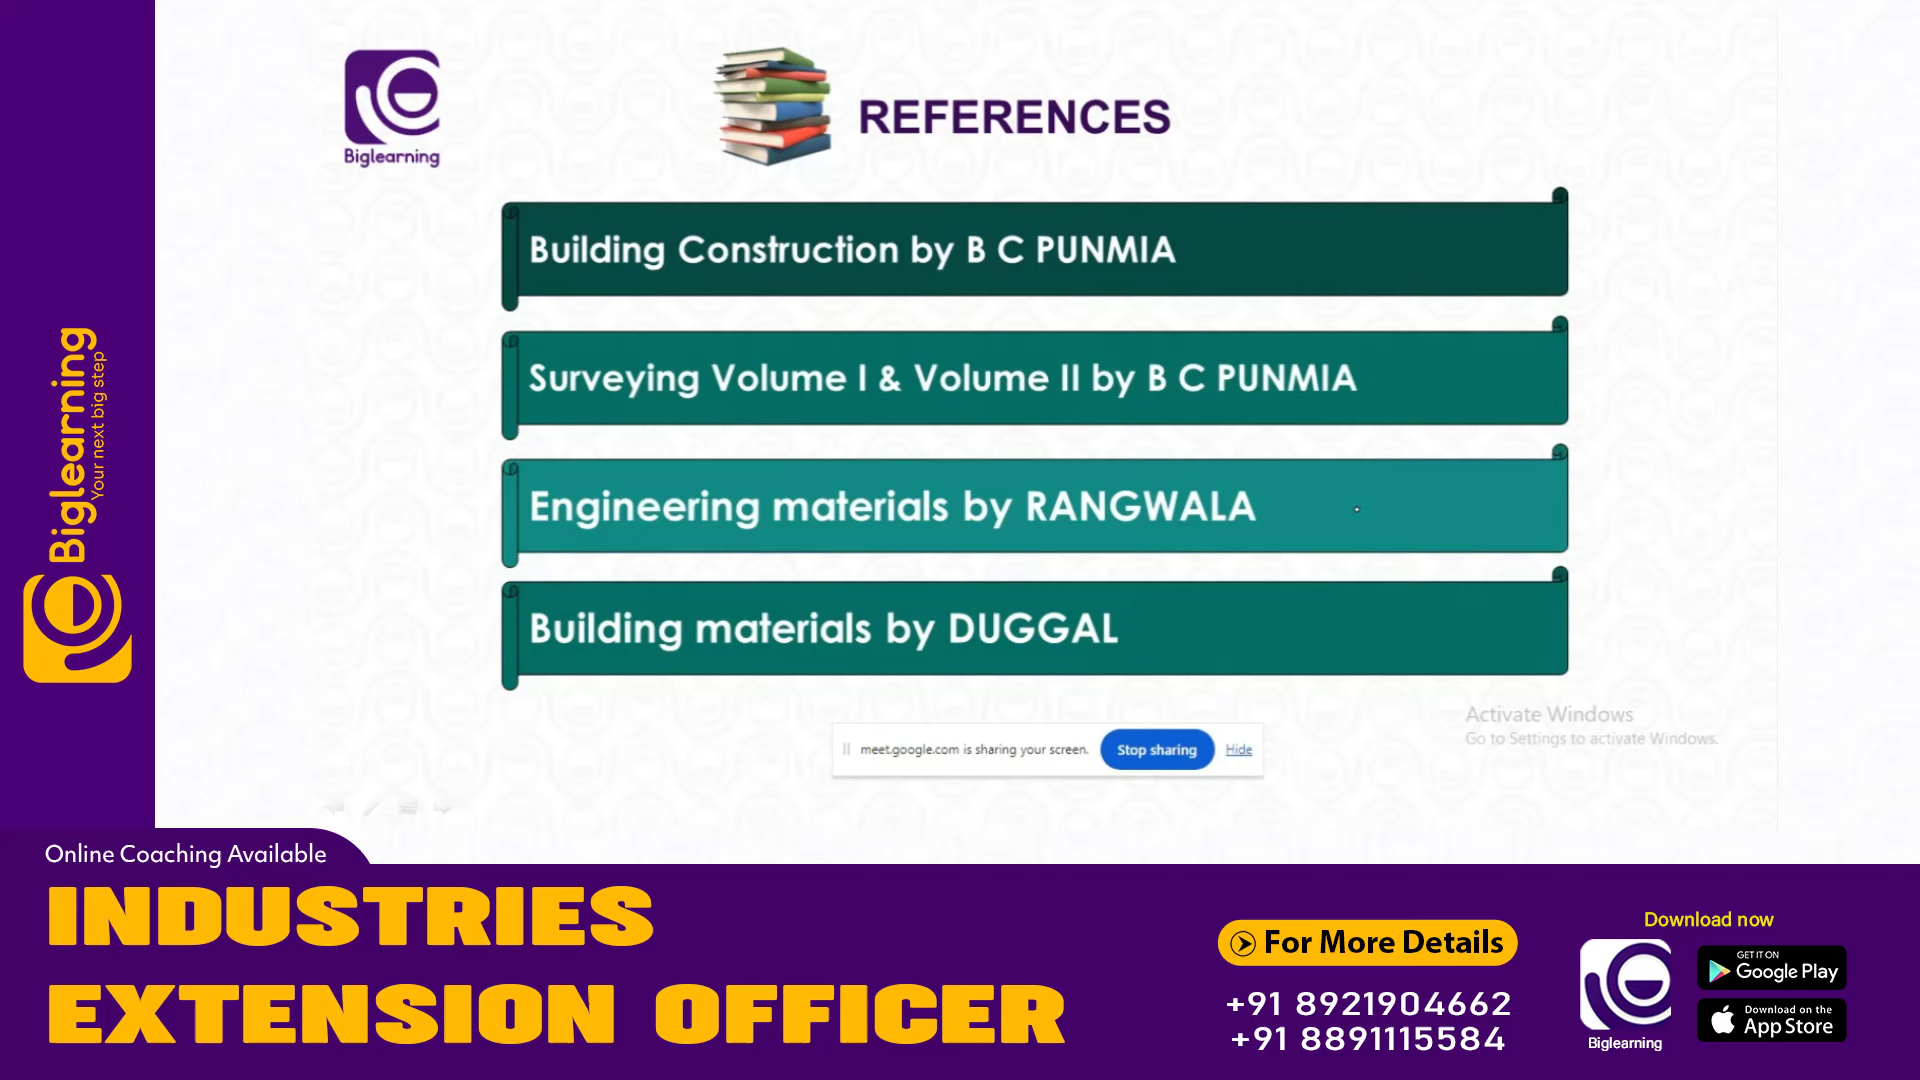 Biglearning
REFERENCES
Building Construction by B C PUNMIA
Surveying Volume I & Volume II by B C PUNMIA
Engineering materials by RANGWALA
Building materials by DUGGAL
Activate Windows
Go to Settings to activate Windows.
meet.google.com is sharing your screen.
Stop sharing
Hide
Biglearning
Your next big step
Online Coaching Available
INDUSTRIES
EXTENSION OFFICER
For More Details
+91 8921904662
+91 8891115584
Download now
Biglearning
GET IT ON
Google Play
Download on the
App Store